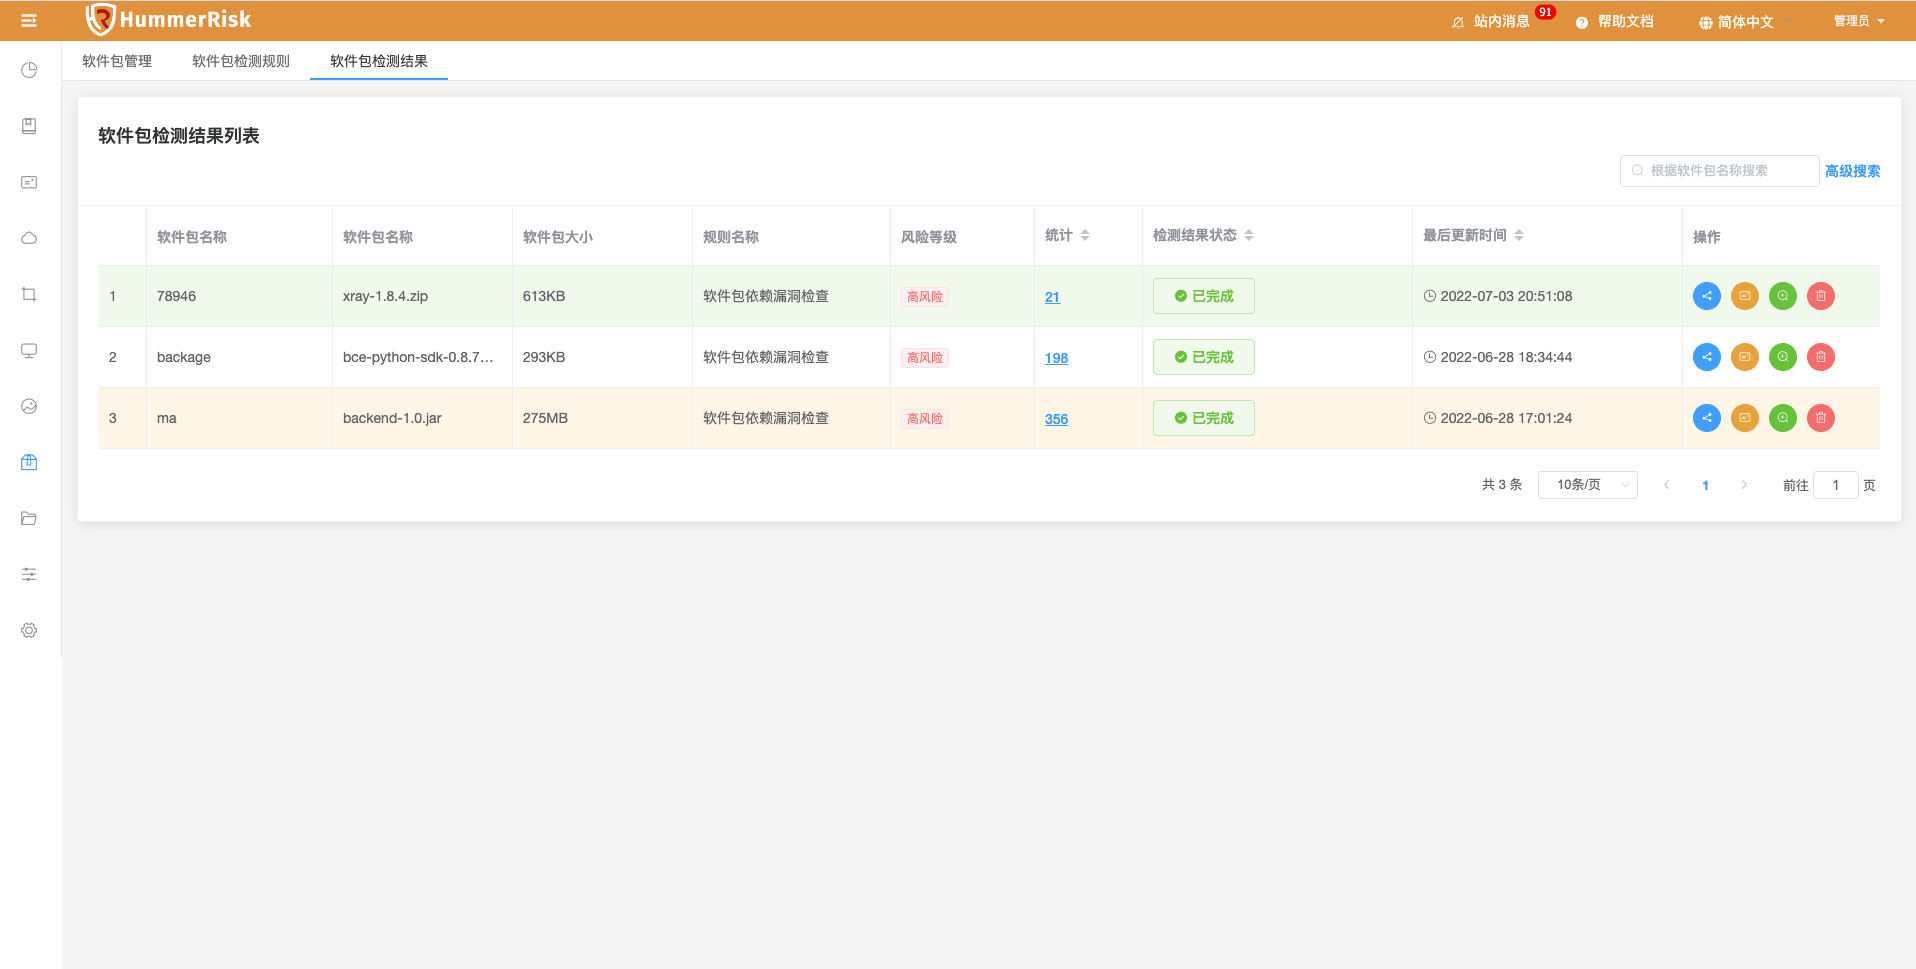 HummerRisk
站内消息 91 帮助文档 简体中文 管理员
软件包管理 软件包检测规则 软件包检测结果
软件包检测结果列表
根据软件包名称搜索 高级搜索
软件包名称 软件包名称 软件包大小 规则名称 风险等级 统计 检测结果状态 最后更新时间 操作
1 78946 xray-1.8.4.zip 613KB 软件包依赖漏洞检查 高风险 21 已完成 2022-07-03 20:51:08
2 backage bce-python-sdk-0.8.7... 293KB 软件包依赖漏洞检查 高风险 198 已完成 2022-06-28 18:34:44
3 ma backend-1.0.jar 275MB 软件包依赖漏洞检查 高风险 356 已完成 2022-06-28 17:01:24
共 3 条 10条/页 1 前往 1 页